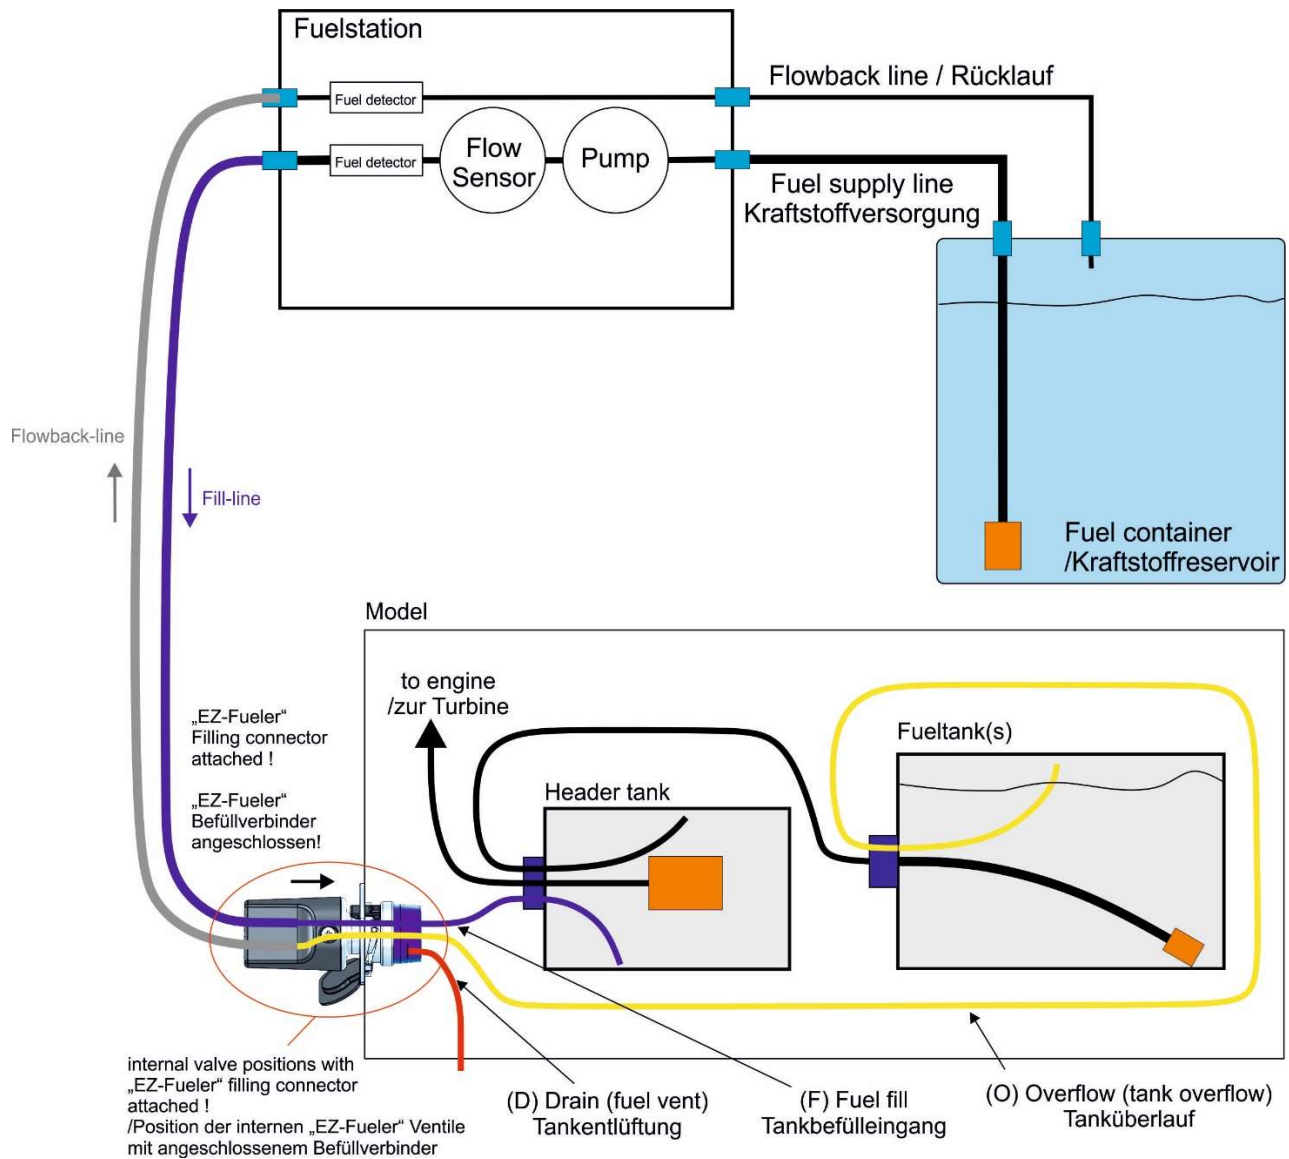 Fuelstation
Flowback line / Rücklauf
Fuel detector
Fuel detector
Flow
Sensor
Pump
Fuel supply line
Kraftstoffversorgung
Flowback-line
Fill-line
Fuel container
/Kraftstoffreservoir
Model
to engine
/zur Turbine
„EZ-Fueler“
Filling connector
attached !
„EZ-Fueler“
Befüllverbinder
angeschlossen!
Header tank
Fueltank(s)
internal valve positions with
„EZ-Fueler“ filling connector
attached !
/Position der internen „EZ-Fueler“ Ventile
mit angeschlossenem Befüllverbinder
(D) Drain (fuel vent)
Tankentlüftung
(F) Fuel fill
Tankbefülleingang
(O) Overflow (tank overflow)
Tanküberlauf